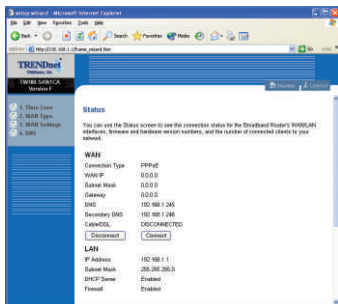 setup wizard - Microsoft Internet Explorer
File Edit View Favorites Tools Help
Back
Search Favorites Media
Address
Go
TRENDnet
TW100-S4W1CA
Version F
Home Logout
1. Time Zone
2. WAN Type
3. WAN Settings
4. DNS
Status
You can use the Status screen to see the connection status for the Broadband Router's WAN/LAN
interfaces, firmware and hardware version numbers, and the number of connected clients to your
network.
WAN
Connection Type PPPoE
WAN IP 0.0.0.0
Subnet Mask 0.0.0.0
Gateway 0.0.0.0
DNS 192.168.1.245
Secondary DNS 192.168.1.246
Cable/DSL DISCONNECTED
Disconnect Connect
LAN
IP Address 192.168.1.1
Subnet Mask 255.255.255.0
DHCP Server Enabled
Firewall Enabled